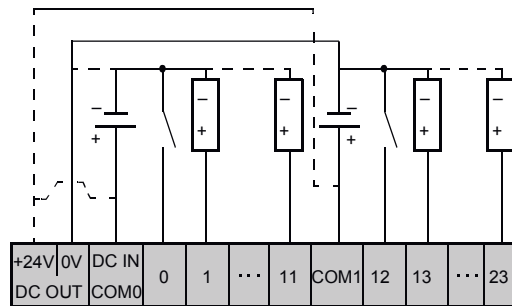 – – – – – –
+ + + + + +
+24V 0V DC IN 0 1 ··· 11 COM1 12 13 ··· 23
DC OUT COM0